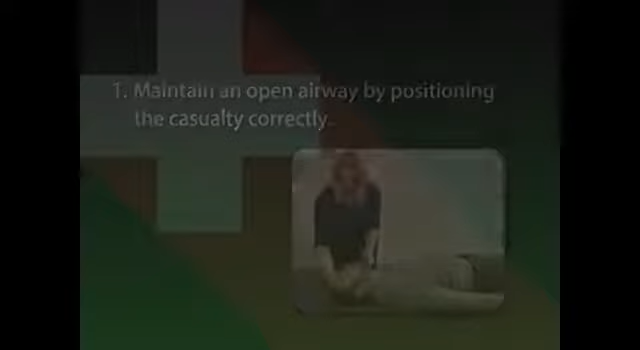 1. Maintain an open airway by positioning
the casualty correctly.